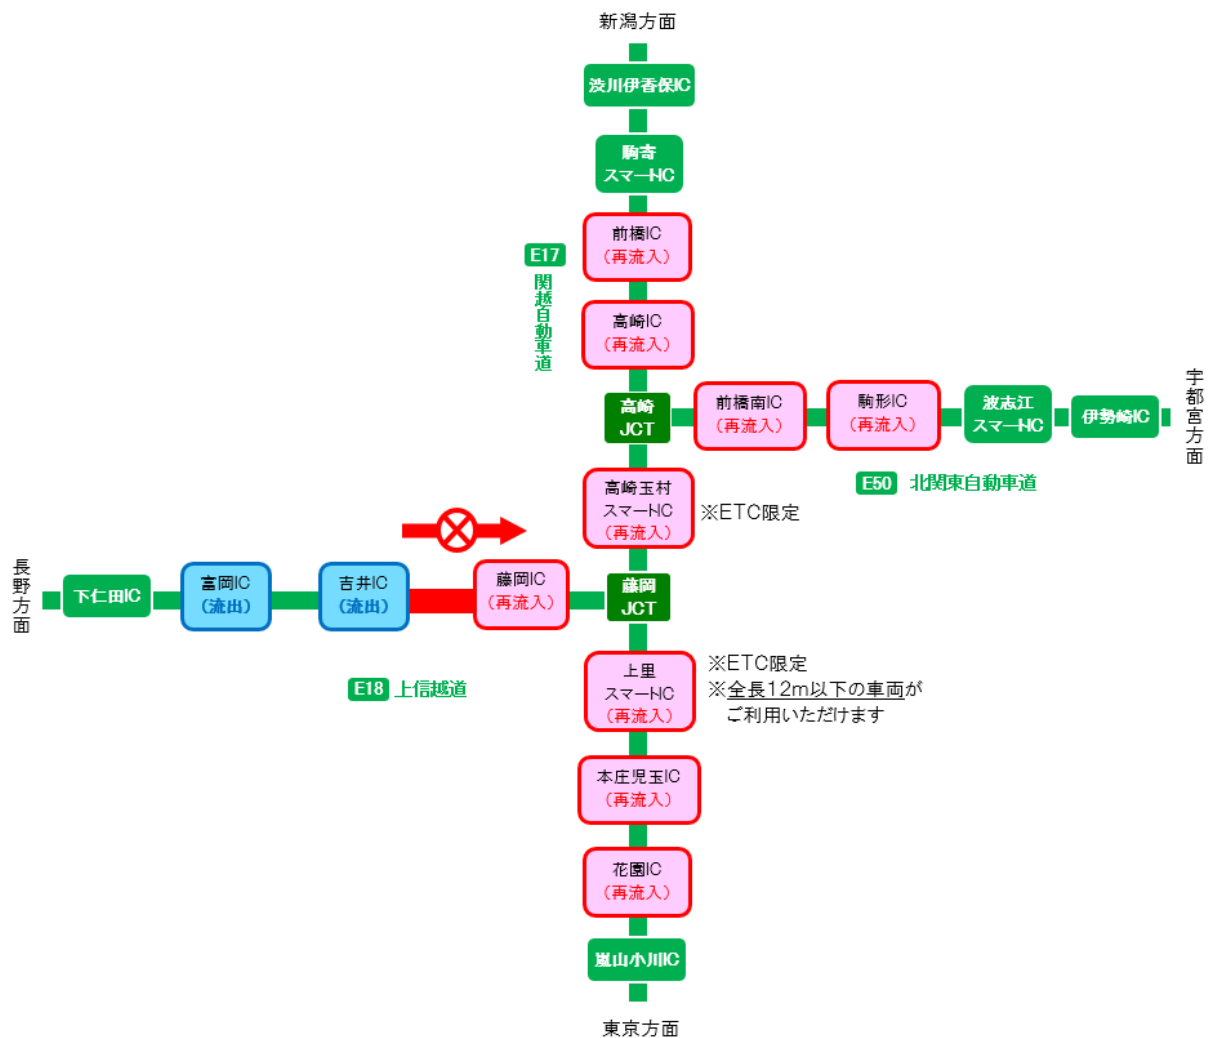 新潟方面
渋川伊香保IC
駒寄
スマートIC
前橋IC
（再流入）
E17
関越自動車道
高崎IC
（再流入）
高崎
JCT
前橋南IC
（再流入）
駒形IC
（再流入）
波志江
スマートIC
伊勢崎IC
宇都宮方面
E50 北関東自動車道
高崎玉村
スマートIC
（再流入）
※ETC限定
長野方面
下仁田IC
富岡IC
（流出）
吉井IC
（流出）
藤岡IC
（再流入）
藤岡
JCT
E18 上信越道
上里
スマートIC
（再流入）
※ETC限定
※全長12m以下の車両が
ご利用いただけます
本庄児玉IC
（再流入）
花園IC
（再流入）
嵐山小川IC
東京方面